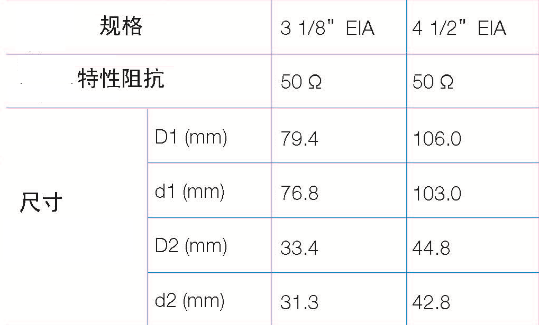 规格 3 1/8" EIA 4 1/2" EIA
特性阻抗 50 Ω 50 Ω
尺寸
D1 (mm) 79.4 106.0
d1 (mm) 76.8 103.0
D2 (mm) 33.4 44.8
d2 (mm) 31.3 42.8